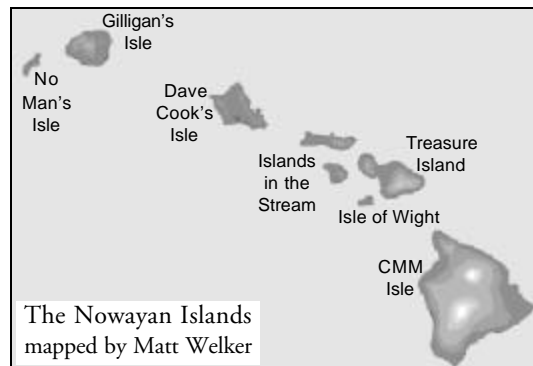 Gilligan's
Isle
No
Man's
Isle
Dave
Cook's
Isle
Islands
in the
Stream
Treasure
Island
Isle of Wight
CMM
Isle
The Nowayan Islands
mapped by Matt Welker